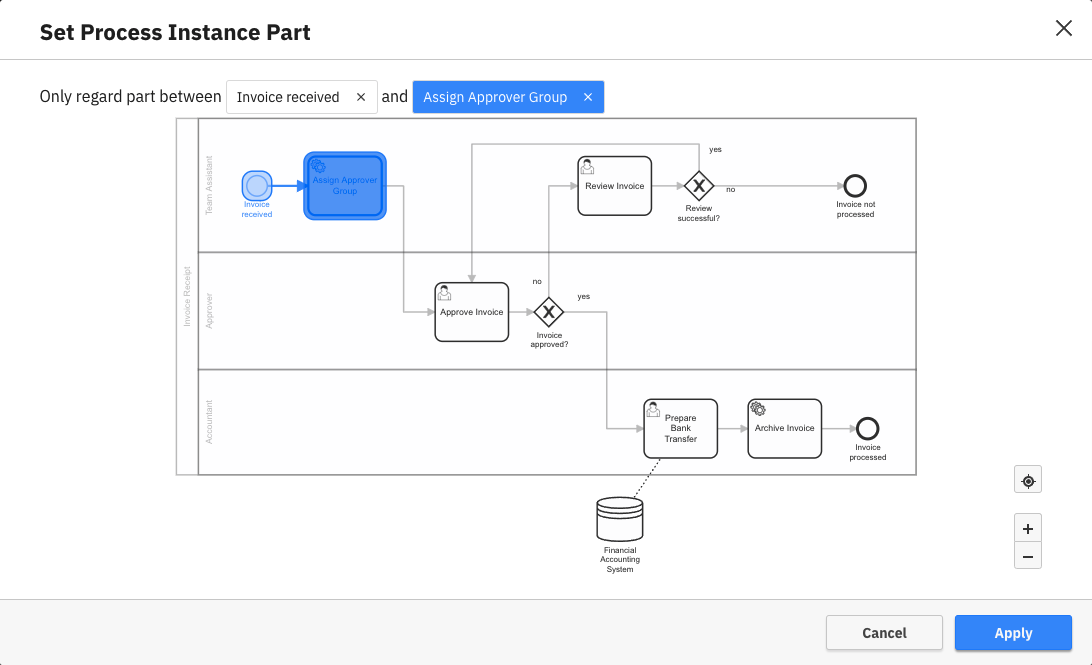 Set Process Instance Part
Only regard part between Invoice received × and Assign Approver Group ×
Invoice Receipt
Team Assistant
Invoice
received
Assign Approver
Group
Review Invoice
yes
no
Review
successful?
Invoice not
processed
Approver
Approve Invoice
no
yes
X
X
Invoice
approved?
Accountant
Prepare
Bank
Transfer
Archive Invoice
Invoice
processed
Financial
Accounting
System
+
−
Cancel
Apply